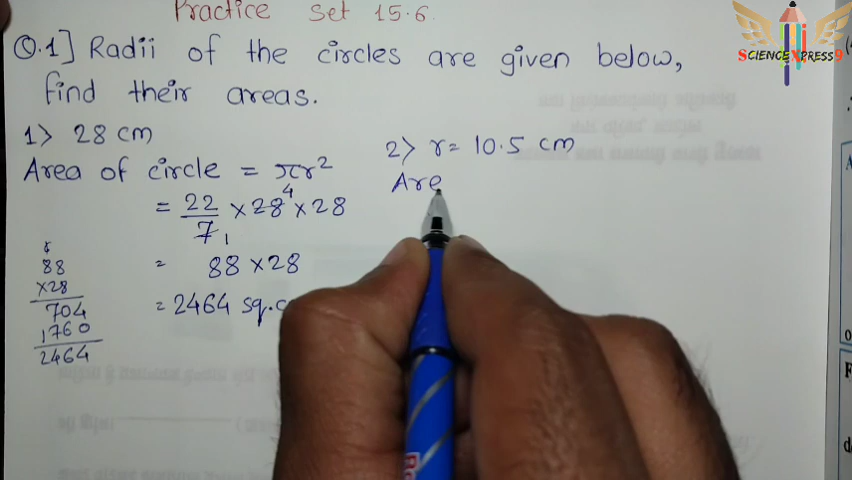 Practice Set 15.6
SCIENCEXPRESS9
Q.1] Radii of the circles are given below,
find their areas.
1> 28 cm
Area of circle = πr²
= 22/7 × 28 4 × 28
1
= 88 × 28
= 2464 sq.c
88
×28
704
1760
2464
2> r = 10.5 cm
Are